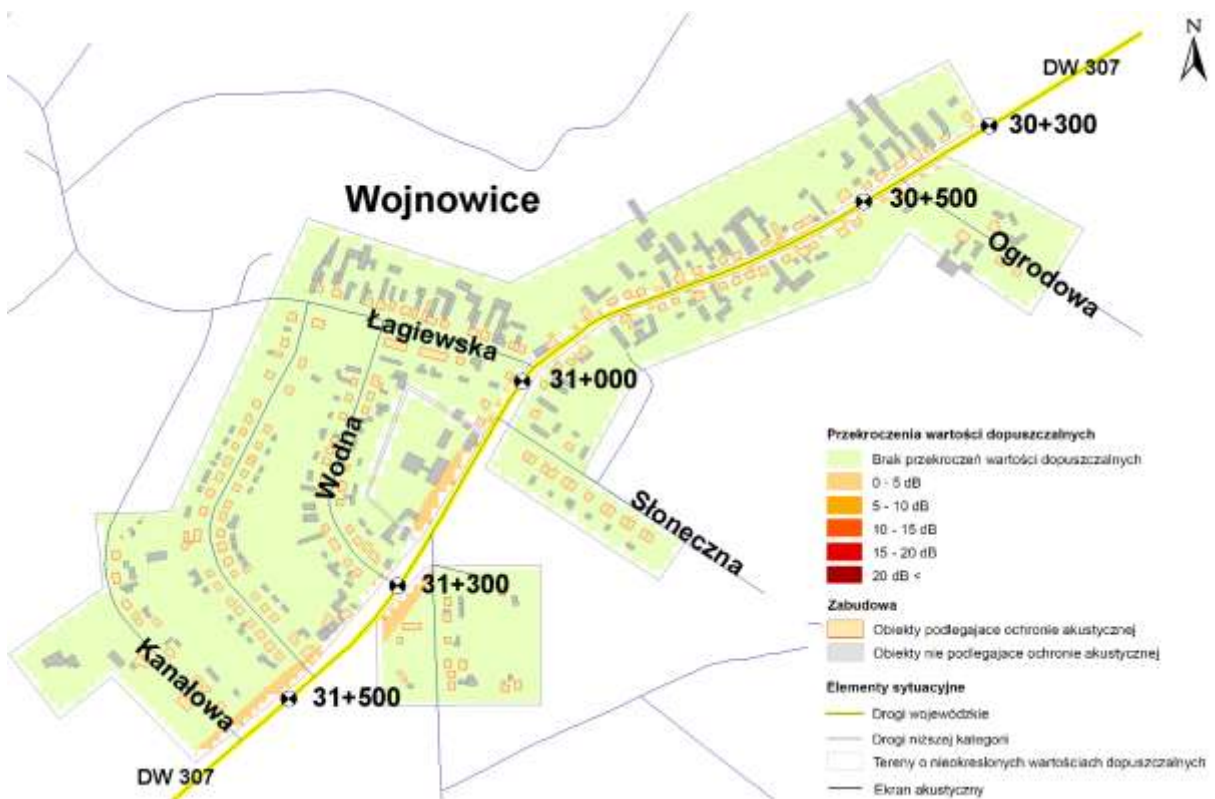 N
DW 307
30+300
Wojnowice
30+500
Ogrodowa
Łagiewska
31+000
Wodna
Słoneczna
31+300
Kanałowa
31+500
DW 307
Przekroczenia wartości dopuszczalnych
Brak przekroczeń wartości dopuszczalnych
0 - 5 dB
5 - 10 dB
10 - 15 dB
15 - 20 dB
20 dB <
Zabudowa
Obiekty podlegajace ochronie akustycznej
Obiekty nie podlegajace ochronie akustycznej
Elementy sytuacyjne
Drogi wojewódzkie
Drogi niższej kategorii
Tereny o nieokreslonych wartościach dopuszczalnych
Ekran akustyczny